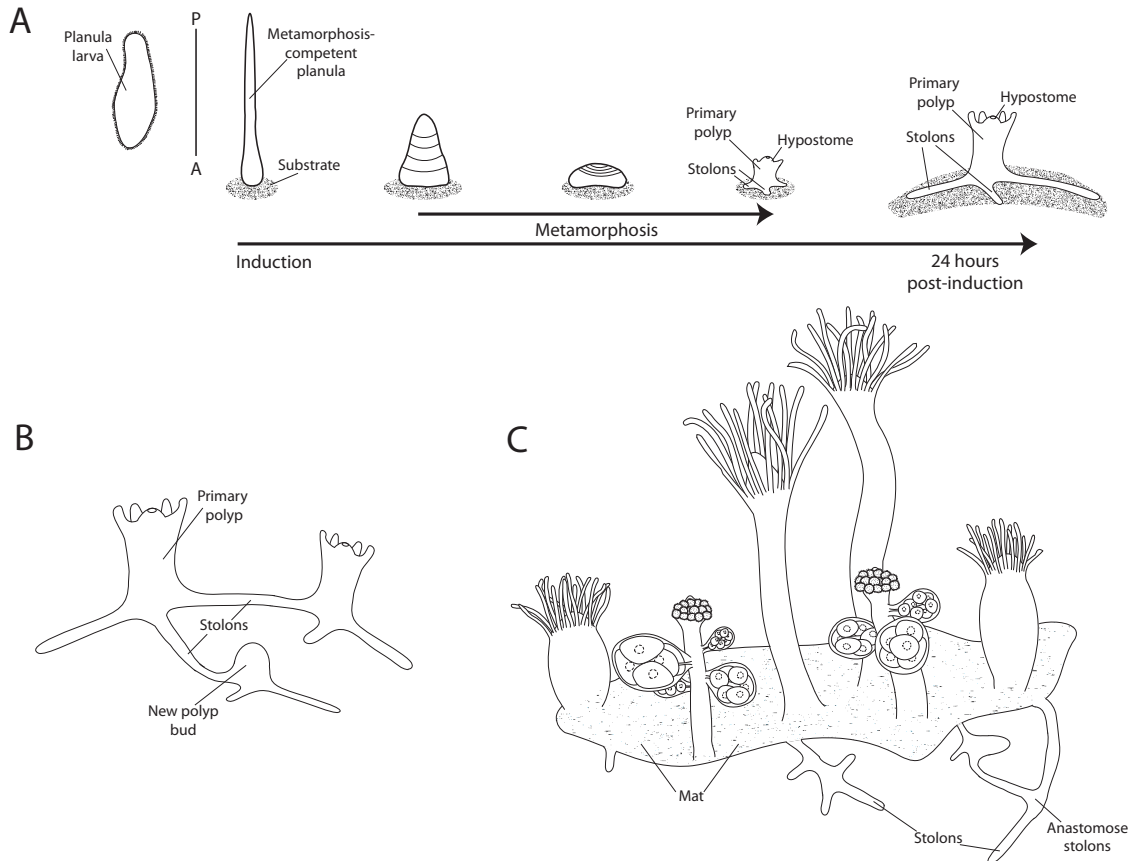 A
Planula
larva
P
A
Metamorphosis-
competent
planula
Substrate
Primary
polyp
Hypostome
Stolons
Primary
polyp
Hypostome
Stolons
Metamorphosis
Induction
24 hours
post-induction
B
Primary
polyp
Stolons
New polyp
bud
C
Mat
Stolons
Anastomose
stolons